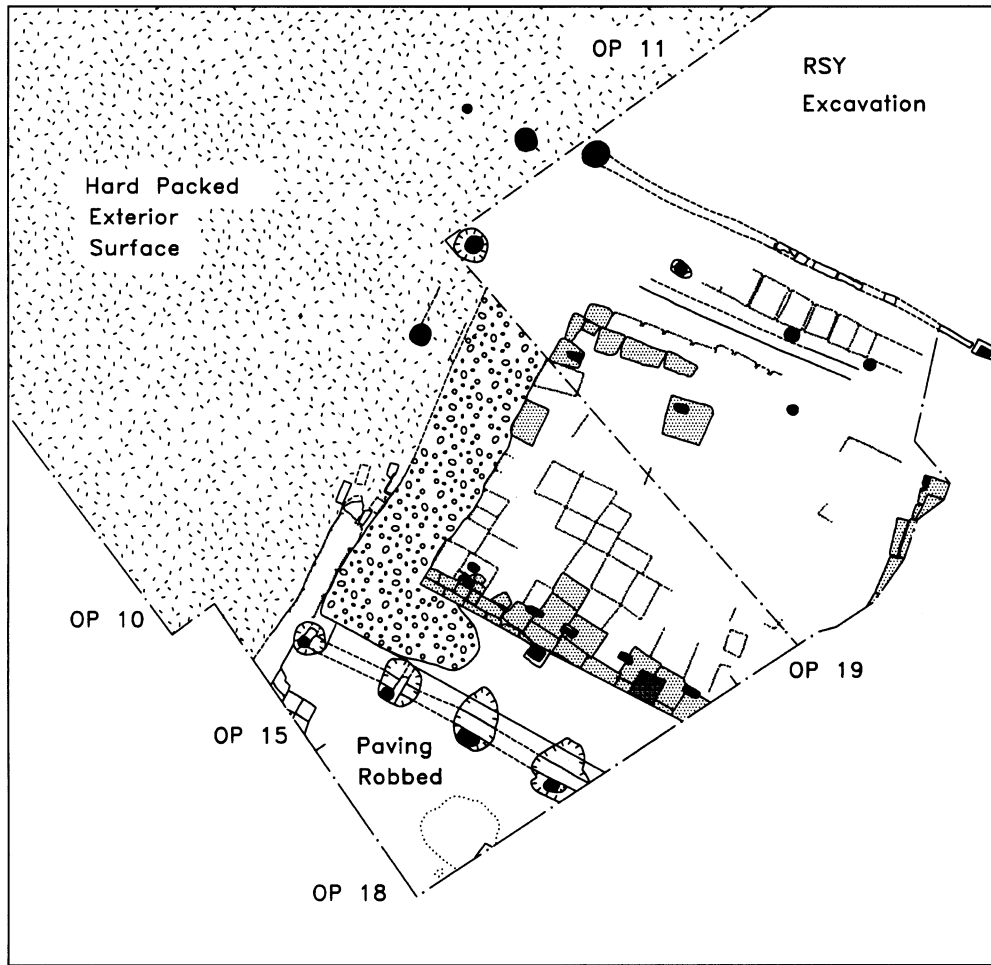 OP 11
RSY
Excavation
Hard Packed
Exterior
Surface
OP 10
OP 19
OP 15
Paving
Robbed
OP 18